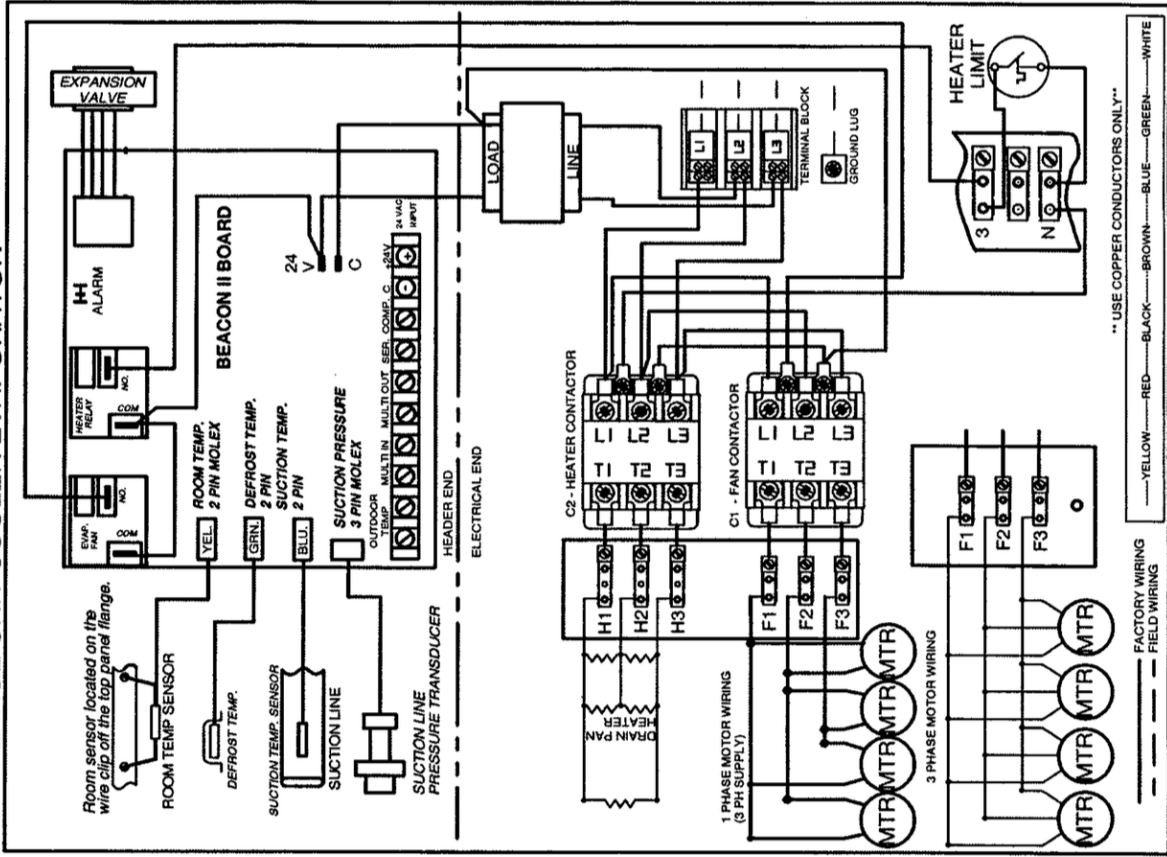 EXPANSION
VALVE
ALARM
HEATER
RELAY
NO.
COM
EVAP.
FAN
NO.
COM
BEACON II BOARD
24
V
C
YEL.
ROOM TEMP.
2 PIN MOLEX
GRN.
DEFROST TEMP.
2 PIN
BLU.
SUCTION TEMP.
2 PIN
SUCTION PRESSURE
3 PIN MOLEX
OUTDOOR
TEMP
MULTI IN
MULTI OUT
SER.
COMP.
C
+24V
24 VAC
INPUT
Room sensor located on the
wire clip off the top panel flange.
ROOM TEMP SENSOR
DEFROST TEMP.
SUCTION TEMP. SENSOR
SUCTION LINE
SUCTION LINE
PRESSURE TRANSDUCER
HEADER END
ELECTRICAL END
LOAD
LINE
L1
L2
L3
TERMINAL BLOCK
GROUND LUG
HEATER
LIMIT
3
N
C2 - HEATER CONTACTOR
L1
L2
L3
T1
T2
T3
C1 - FAN CONTACTOR
L1
L2
L3
T1
T2
T3
H1
H2
H3
F1
F2
F3
DRAIN PAN
HEATER
1 PHASE MOTOR WIRING
(3 PH SUPPLY)
MTR
MTR
MTR
MTR
3 PHASE MOTOR WIRING
F1
F2
F3
MTR
MTR
MTR
MTR
** USE COPPER CONDUCTORS ONLY**
YELLOW RED BLACK BROWN BLUE GREEN WHITE
FACTORY WIRING
FIELD WIRING